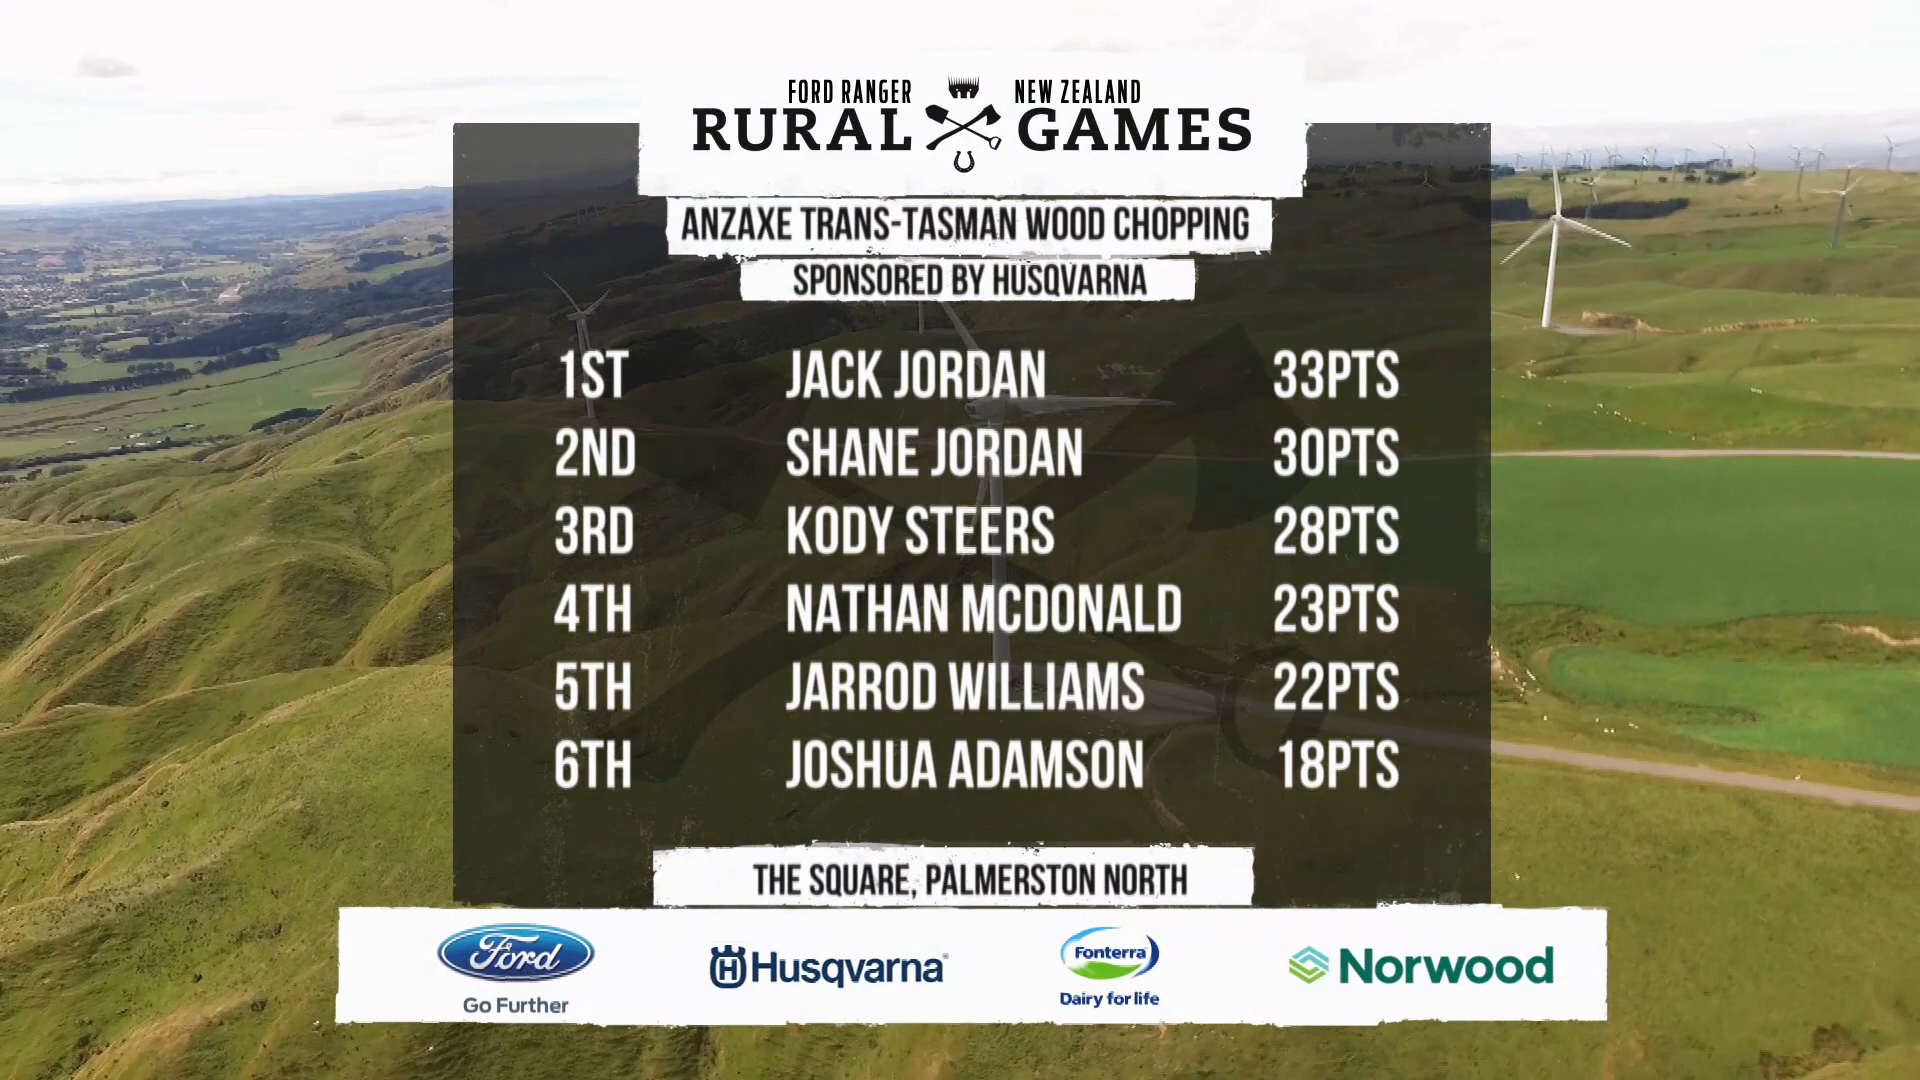 FORD RANGER NEW ZEALAND
RURAL GAMES
ANZAXE TRANS-TASMAN WOOD CHOPPING
SPONSORED BY HUSQVARNA
1ST JACK JORDAN 33PTS
2ND SHANE JORDAN 30PTS
3RD KODY STEERS 28PTS
4TH NATHAN MCDONALD 23PTS
5TH JARROD WILLIAMS 22PTS
6TH JOSHUA ADAMSON 18PTS
THE SQUARE, PALMERSTON NORTH
Ford Husqvarna Fonterra Norwood
Go Further Dairy for life